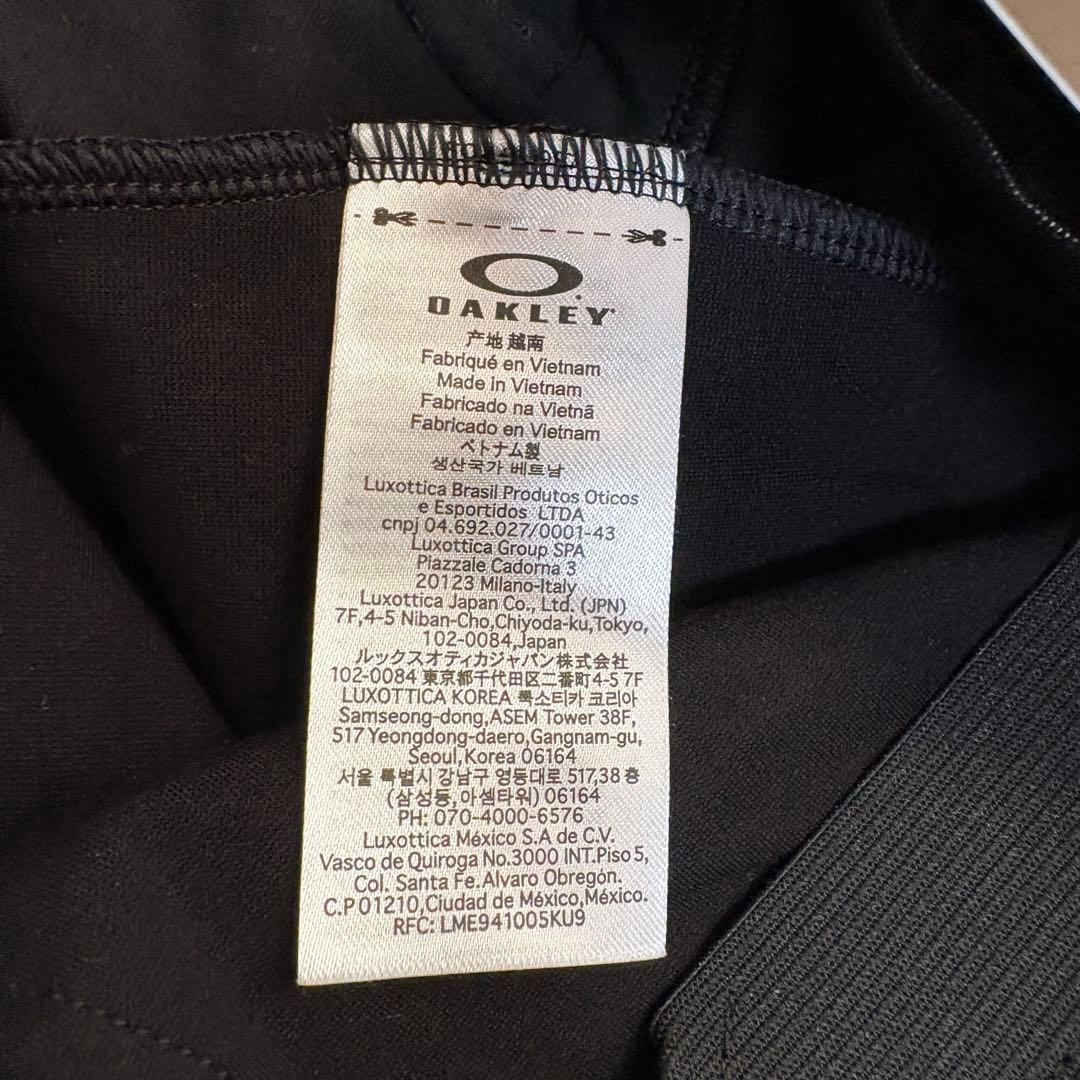 OAKLEY
产地 越南
Fabriqué en Vietnam
Made in Vietnam
Fabricado na Vietnã
Fabricado en Vietnam
ベトナム製
생산국가 베트남
Luxottica Brasil Produtos Oticos
e Esportidos LTDA
cnpj 04.692.027/0001-43
Luxottica Group SPA
Piazzale Cadorna 3
20123 Milano-Italy
Luxottica Japan Co., Ltd. (JPN)
7F,4-5 Niban-Cho,Chiyoda-ku,Tokyo,
102-0084,Japan
ルックスオティカジャパン株式会社
102-0084 東京都千代田区二番町4-5 7F
LUXOTTICA KOREA 룩소티카 코리아
Samseong-dong,ASEM Tower 38F,
517 Yeongdong-daero,Gangnam-gu,
Seoul,Korea 06164
서울 특별시 강남구 영동대로 517,38 층
(삼성동,아셈타워) 06164
PH: 070-4000-6576
Luxottica México S.A de C.V.
Vasco de Quiroga No.3000 INT.Piso 5,
Col. Santa Fe.Alvaro Obregón.
C.P 01210,Ciudad de México,México.
RFC: LME941005KU9